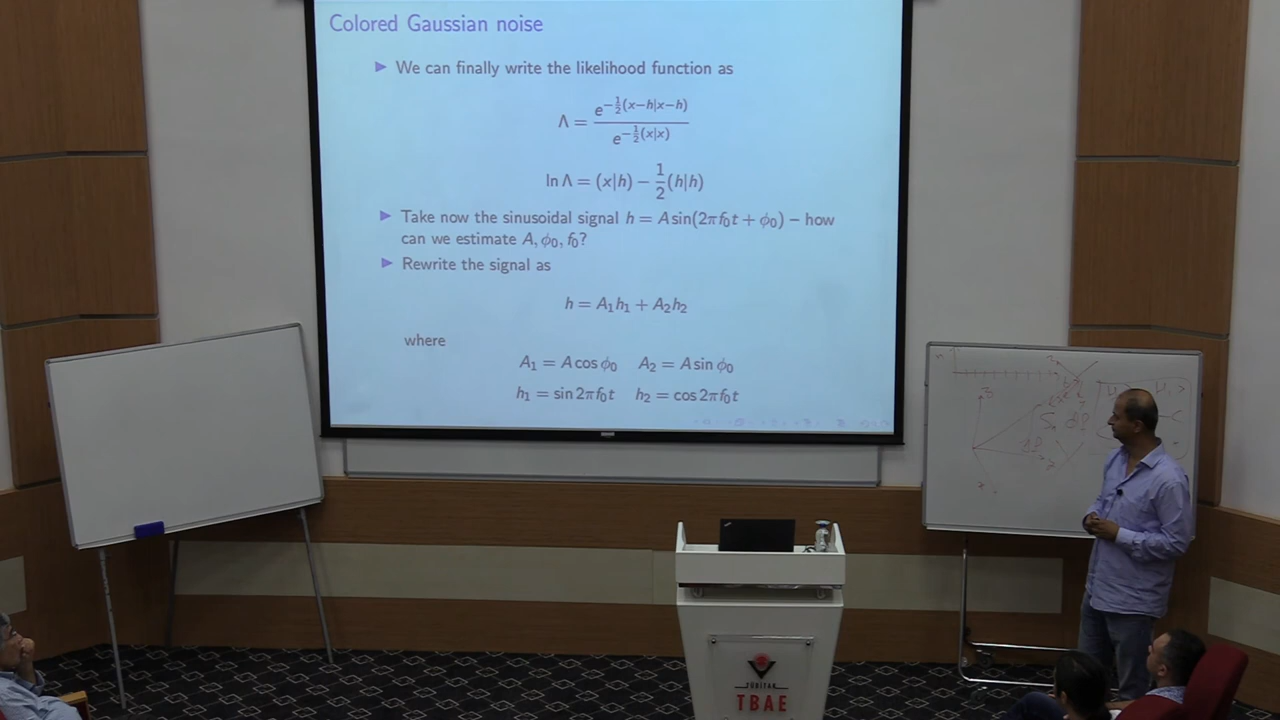 Colored Gaussian noise
▶ We can finally write the likelihood function as
Λ = e^{-½(x−h|x−h)} / e^{-½(x|x)}
ln Λ = (x|h) − ½(h|h)
▶ Take now the sinusoidal signal h = A sin(2πf₀t + ϕ₀) – how
can we estimate A, ϕ₀, f₀?
▶ Rewrite the signal as
h = A₁h₁ + A₂h₂
where
A₁ = A cos ϕ₀ A₂ = A sin ϕ₀
h₁ = sin 2πf₀t h₂ = cos 2πf₀t
TÜBİTAK
TBAE